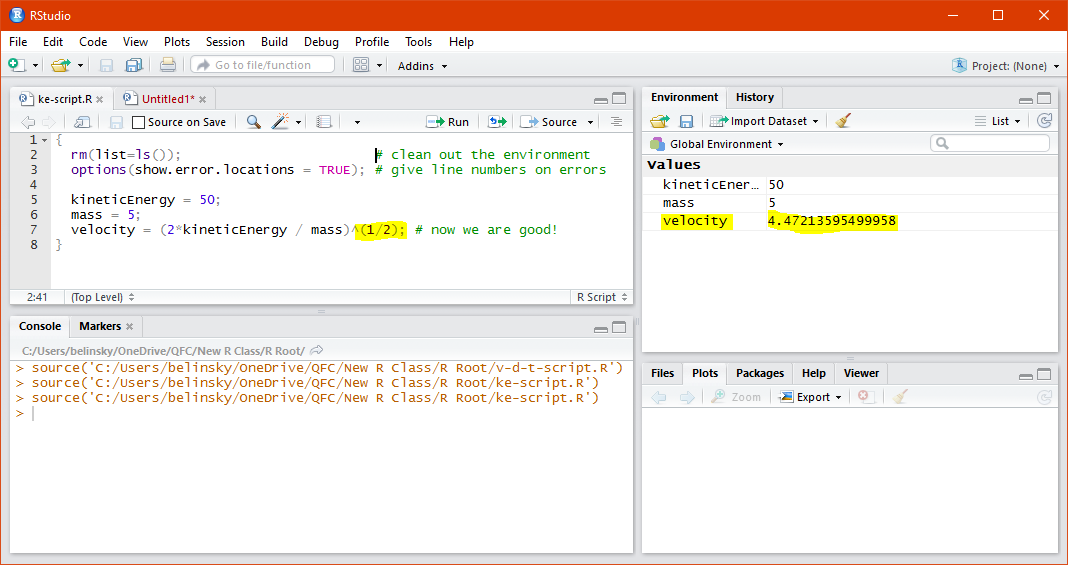 RStudio
File Edit Code View Plots Session Build Debug Profile Tools Help
Go to file/function Addins Project: (None)
ke-script.R Untitled1*
Source on Save Run Source
1 {
2 rm(list=ls()); # clean out the environment
3 options(show.error.locations = TRUE); # give line numbers on errors
4
5 kineticEnergy = 50;
6 mass = 5;
7 velocity = (2*kineticEnergy / mass)^(1/2); # now we are good!
8 }
2:41 (Top Level) R Script
Console Markers
C:/Users/belinsky/OneDrive/QFC/New R Class/R Root/
> source('C:/Users/belinsky/OneDrive/QFC/New R Class/R Root/v-d-t-script.R')
> source('C:/Users/belinsky/OneDrive/QFC/New R Class/R Root/ke-script.R')
> source('C:/Users/belinsky/OneDrive/QFC/New R Class/R Root/ke-script.R')
>
Environment History
Import Dataset List
Global Environment
Values
kineticEner... 50
mass 5
velocity 4.47213595499958
Files Plots Packages Help Viewer
Zoom Export